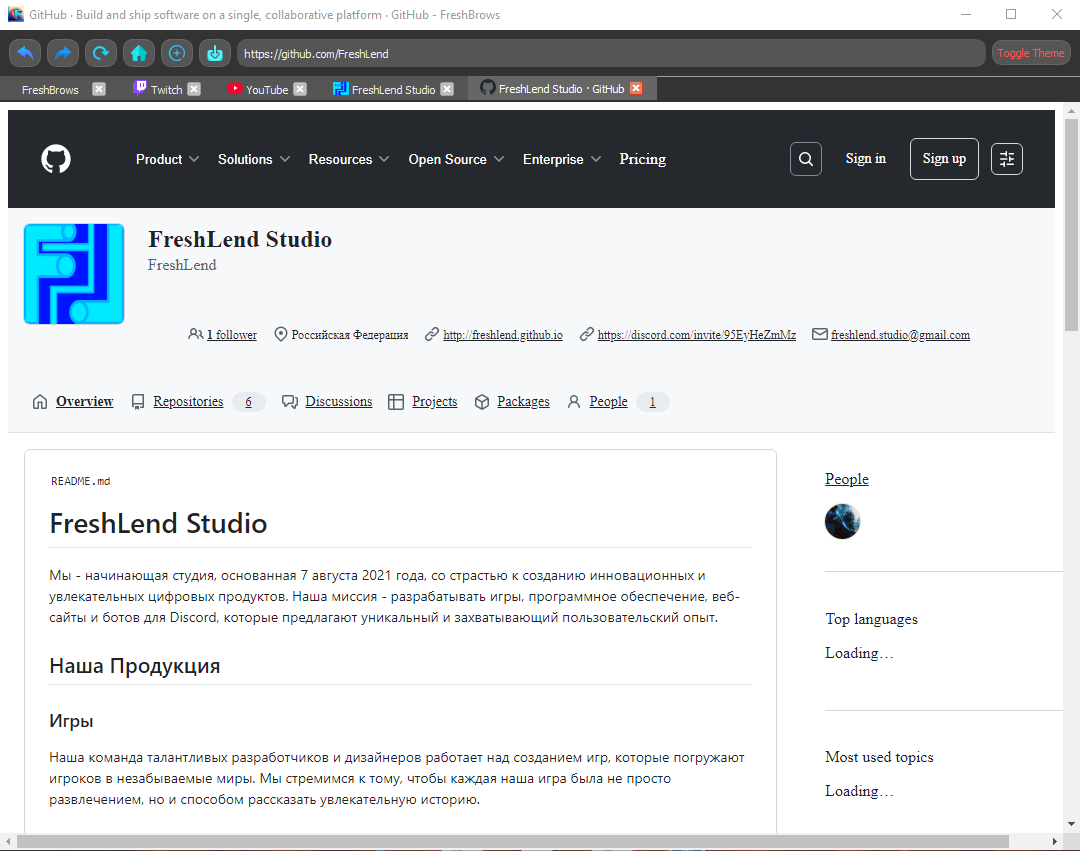 GitHub · Build and ship software on a single, collaborative platform · GitHub - FreshBrows
https://github.com/FreshLend
Toggle Theme
FreshBrows
Twitch
YouTube
FreshLend Studio
FreshLend Studio · GitHub
Product
Solutions
Resources
Open Source
Enterprise
Pricing
Sign in
Sign up
FreshLend Studio
FreshLend
1 follower
Российская Федерация
http://freshlend.github.io
https://discord.com/invite/95EyHeZmMz
freshlend.studio@gmail.com
Overview
Repositories 6
Discussions
Projects
Packages
People 1
README.md
FreshLend Studio
Мы - начинающая студия, основанная 7 августа 2021 года, со страстью к созданию инновационных и
увлекательных цифровых продуктов. Наша миссия - разрабатывать игры, программное обеспечение, веб-
сайты и ботов для Discord, которые предлагают уникальный и захватывающий пользовательский опыт.
Наша Продукция
Игры
Наша команда талантливых разработчиков и дизайнеров работает над созданием игр, которые погружают
игроков в незабываемые миры. Мы стремимся к тому, чтобы каждая наша игра была не просто
развлечением, но и способом рассказать увлекательную историю.
People
Top languages
Loading…
Most used topics
Loading…